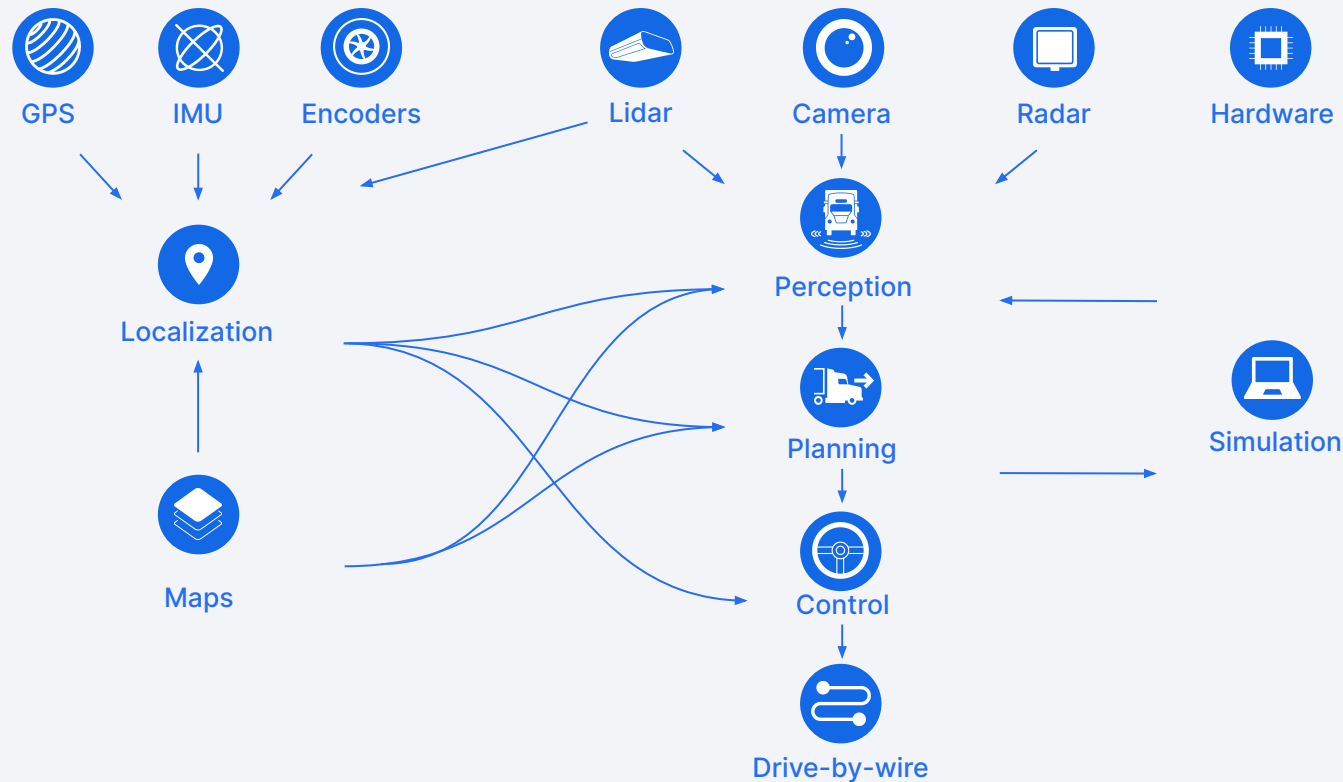 GPS
IMU
Encoders
Lidar
Camera
Radar
Hardware
Perception
Localization
Planning
Simulation
Maps
Control
Drive-by-wire